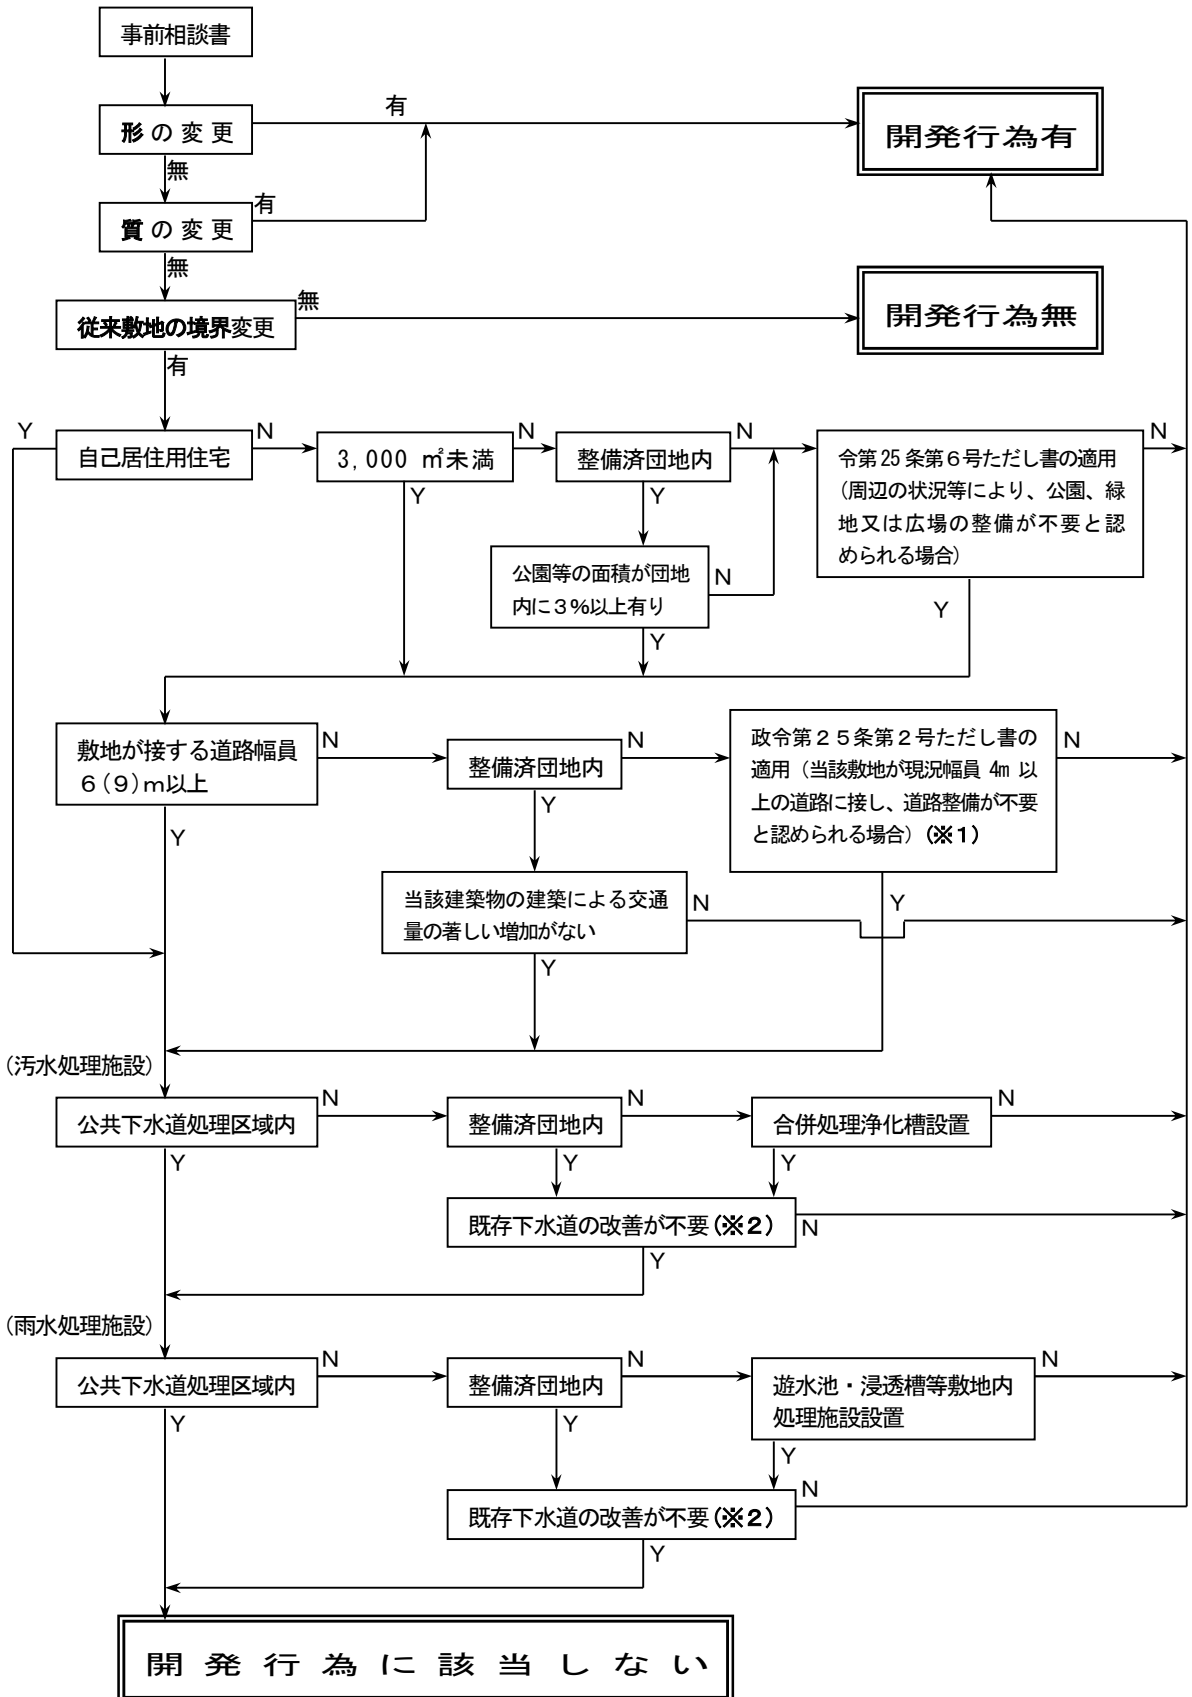 事前相談書
有
形の変更
開発行為有
無
有
質の変更
無
無
従来敷地の境界変更
開発行為無
有
Y
自己居住用住宅
N
3,000 ㎡未満
N
整備済団地内
N
令第25条第6号ただし書の適用
(周辺の状況等により、公園、緑
地又は広場の整備が不要と認
められる場合)
N
Y
Y
公園等の面積が団地
内に3%以上有り
N
Y
Y
敷地が接する道路幅員
6(9)m以上
N
整備済団地内
N
政令第25条第2号ただし書の
適用(当該敷地が現況幅員 4m 以
上の道路に接し、道路整備が不要
と認められる場合)(※1)
N
Y
Y
当該建築物の建築による交通
量の著しい増加がない
N
Y
Y
(汚水処理施設)
公共下水道処理区域内
N
整備済団地内
N
合併処理浄化槽設置
N
Y
Y
Y
既存下水道の改善が不要(※2)
N
Y
(雨水処理施設)
公共下水道処理区域内
N
整備済団地内
N
遊水池・浸透槽等敷地内
処理施設設置
N
Y
Y
Y
既存下水道の改善が不要(※2)
N
Y
開発行為に該当しない